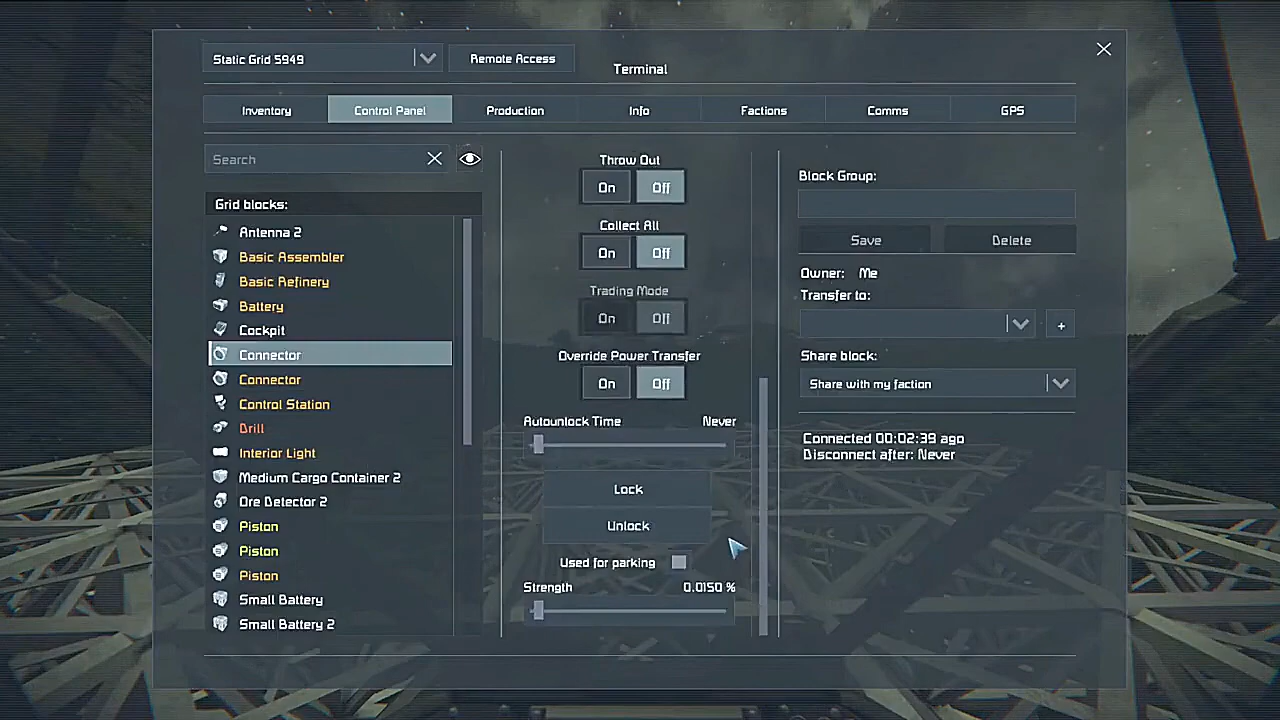 Static Grid 5949
Remote Access
Terminal
Inventory
Control Panel
Production
Info
Factions
Comms
GPS
Search
Grid blocks:
Antenna 2
Basic Assembler
Basic Refinery
Battery
Cockpit
Connector
Connector
Control Station
Drill
Interior Light
Medium Cargo Container 2
Ore Detector 2
Piston
Piston
Piston
Small Battery
Small Battery 2
Throw Out
On Off
Collect All
On Off
Trading Mode
On Off
Override Power Transfer
On Off
Autounlock Time Never
Lock
Unlock
Used for parking
Strength 0.0150 %
Block Group:
Save Delete
Owner: Me
Transfer to:
+
Share block:
Share with my faction
Connected 00:02:39 ago
Disconnect after: Never